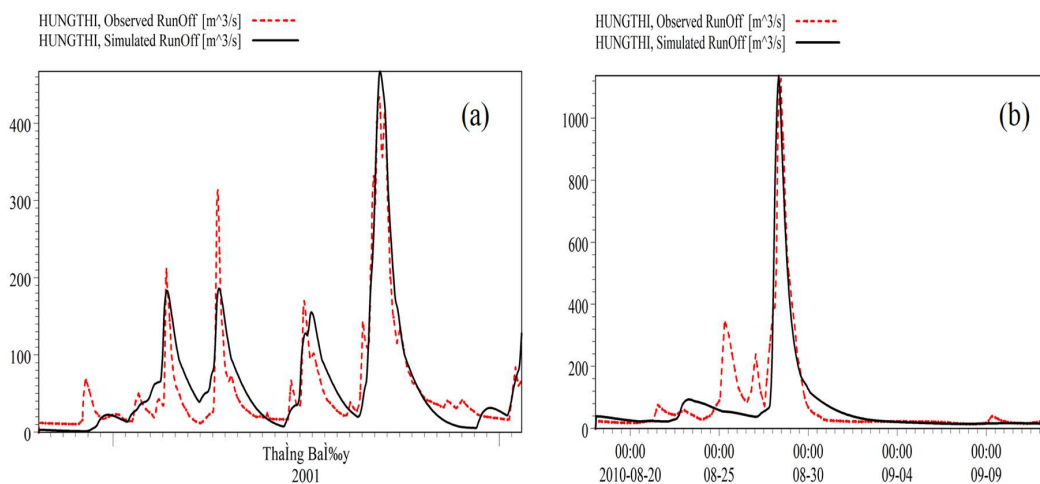 HUNGTHI, Observed RunOff [m^3/s]
HUNGTHI, Simulated RunOff [m^3/s]
(a)
400
300
200
100
0
ThaÌng BaÌ‰y
2001
HUNGTHI, Observed RunOff [m^3/s]
HUNGTHI, Simulated RunOff [m^3/s]
(b)
1000
800
600
400
200
0
00:00 00:00 00:00 00:00 00:00
2010-08-20 08-25 08-30 09-04 09-09